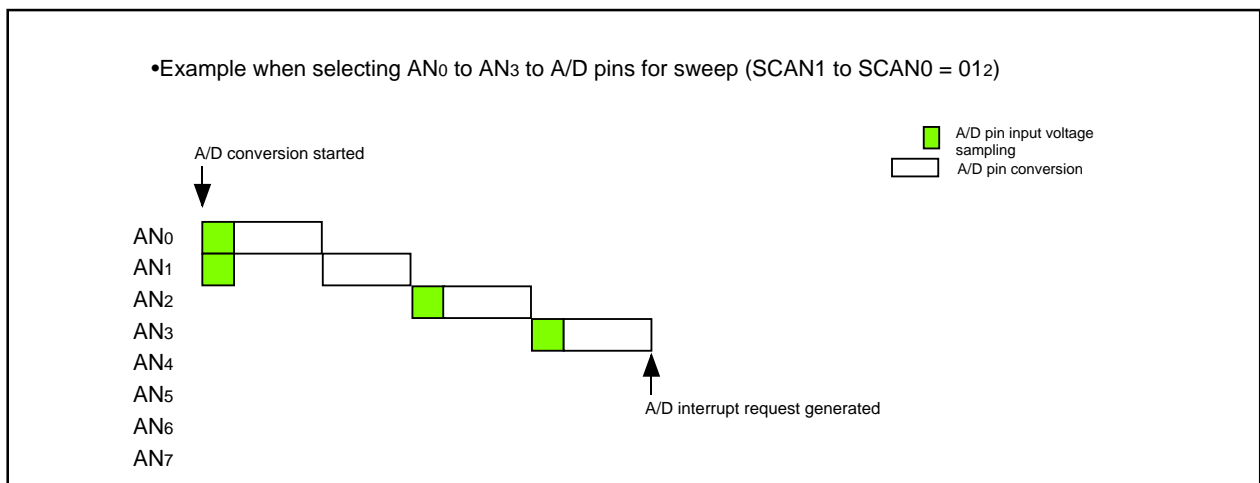 •Example when selecting AN0 to AN3 to A/D pins for sweep (SCAN1 to SCAN0 = 012)
A/D pin input voltage
sampling
A/D pin conversion
A/D conversion started
AN0
AN1
AN2
AN3
AN4
AN5
AN6
AN7
A/D interrupt request generated